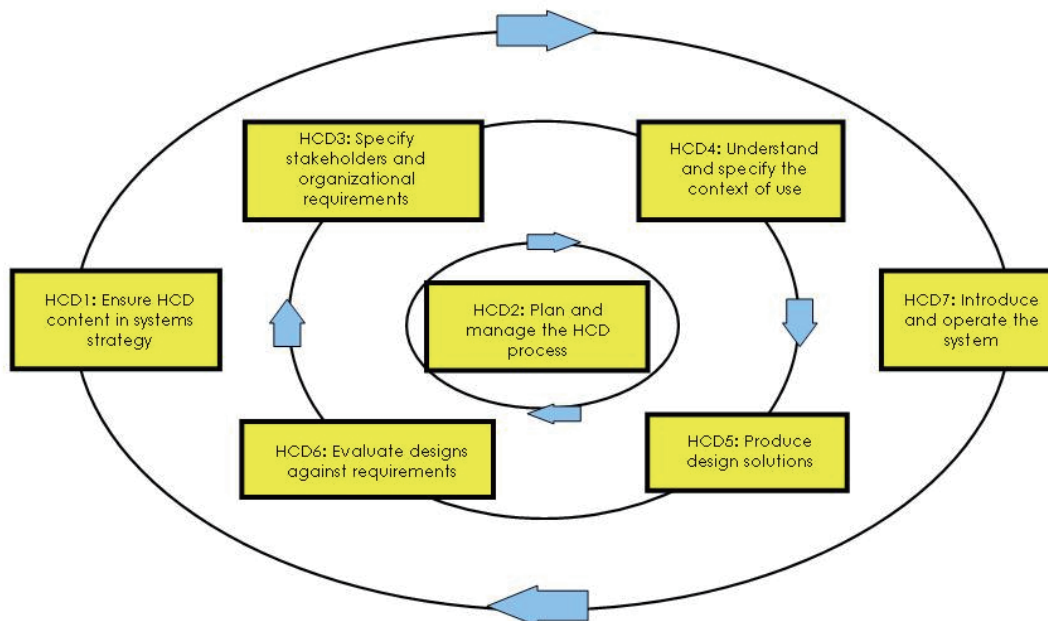 HCD3: Specify
stakeholders and
organizational
requirements
HCD4: Understand
and specify the
context of use
HCD1: Ensure HCD
content in systems
strategy
HCD2: Plan and
manage the HCD
process
HCD7: Introduce
and operate the
system
HCD6: Evaluate designs
against requirements
HCD5: Produce
design solutions